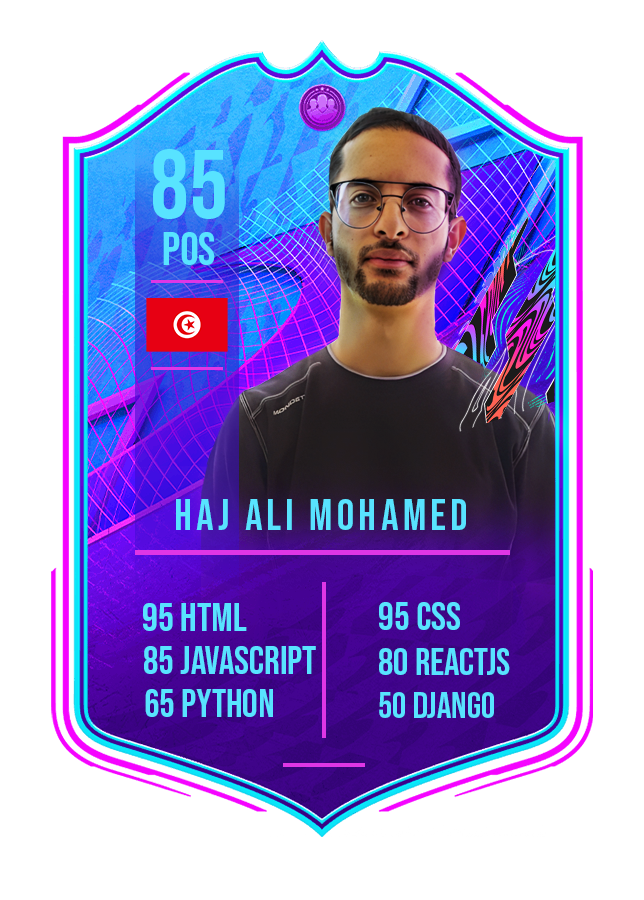 85
POS
HAJ ALI MOHAMED
95 HTML
85 JAVASCRIPT
65 PYTHON
95 CSS
80 REACTJS
50 DJANGO